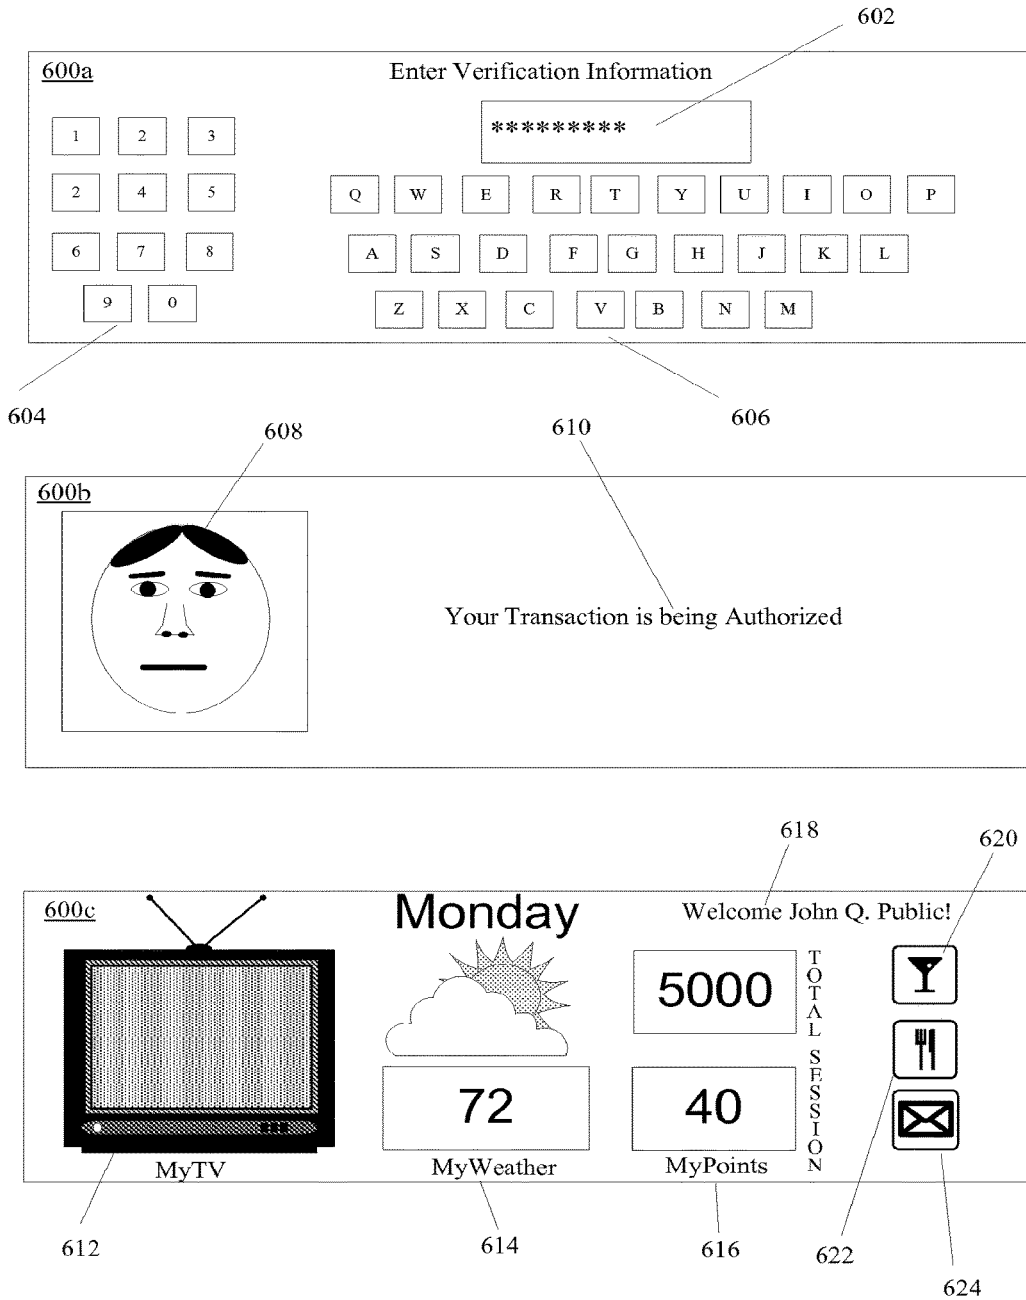 602
600a
Enter Verification Information
*********
1 2 3
Q W E R T Y U I O P
2 4 5
A S D F G H J K L
6 7 8
Z X C V B N M
9 0
604
606
608
610
600b
Your Transaction is being Authorized
618
620
600c
Monday
Welcome John Q. Public!
5000
TOTAL
SESSION
72
40
MyTV
MyWeather
MyPoints
612
614
616
622
624